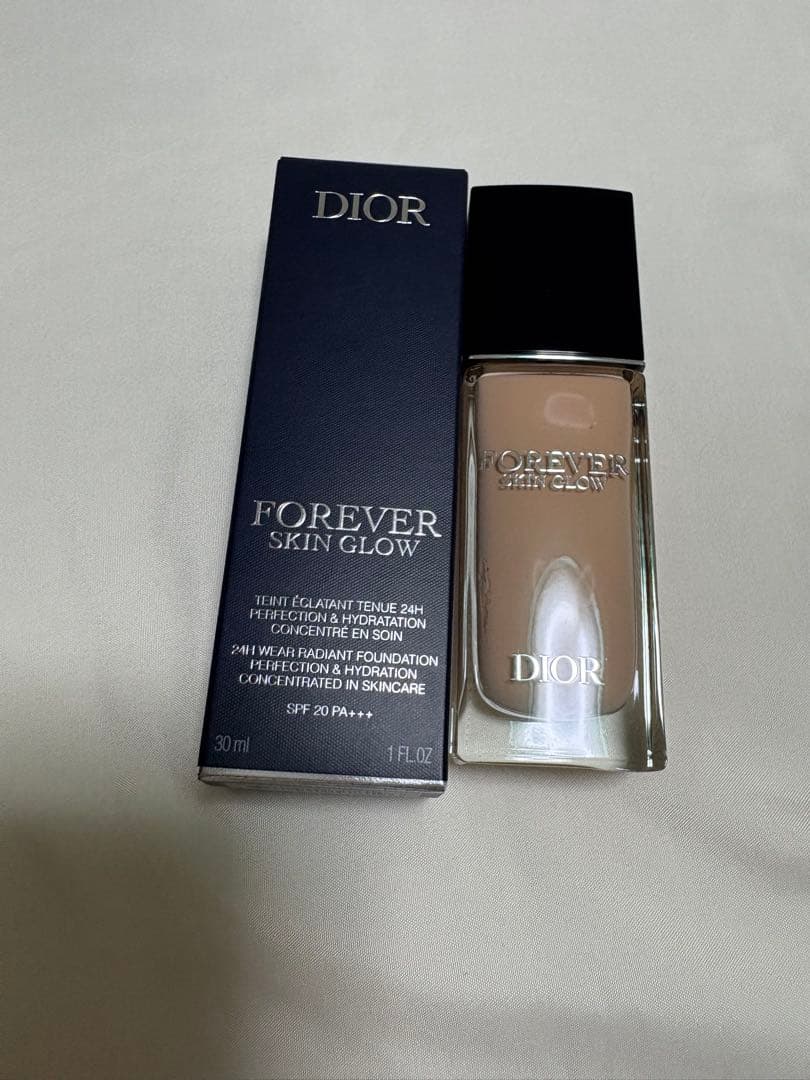 DIOR
FOREVER
SKIN GLOW
TEINT ÉCLATANT TENUE 24H
PERFECTION & HYDRATATION
CONCENTRÉ EN SOIN
24H WEAR RADIANT FOUNDATION
PERFECTION & HYDRATION
CONCENTRATED IN SKINCARE
SPF 20 PA+++
30 ml
1 FL.OZ
FOREVER
SKIN GLOW
DIOR